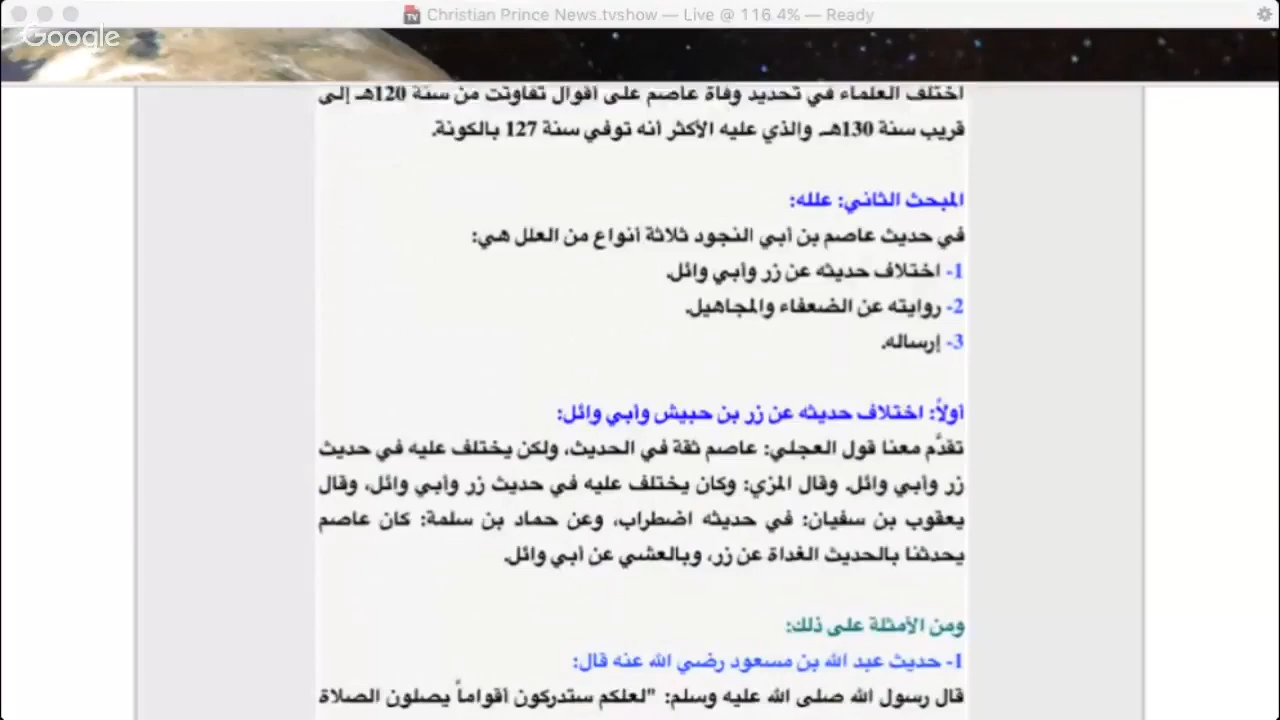 Christian Prince News.tvshow — Live @ 116.4% — Ready
Google
اختلف العلماء في تحديد وفاة عاصم على أقوال تفاوتت من سنة 120هـ إلى
قريب سنة 130هـ والذي عليه الأكثر أنه توفي سنة 127 بالكوفة.
المبحث الثاني: علله:
في حديث عاصم بن أبي النجود ثلاثة أنواع من العلل هي:
1- اختلاف حديثه عن زر وأبي وائل.
2- روايته عن الضعفاء والمجاهيل.
3- إرساله.
أولاً: اختلاف حديثه عن زر بن حبيش وأبي وائل:
تقدَّم معنا قول العجلي: عاصم ثقة في الحديث، ولكن يختلف عليه في حديث
زر وأبي وائل. وقال المزي: وكان يختلف عليه في حديث زر وأبي وائل، وقال
يعقوب بن سفيان: في حديثه اضطراب، وعن حماد بن سلمة: كان عاصم
يحدثنا بالحديث الغداة عن زر، وبالعشي عن أبي وائل.
ومن الأمثلة على ذلك:
1- حديث عبد الله بن مسعود رضي الله عنه قال:
قال رسول الله صلى الله عليه وسلم: "لعلكم ستدركون أقواماً يصلون الصلاة